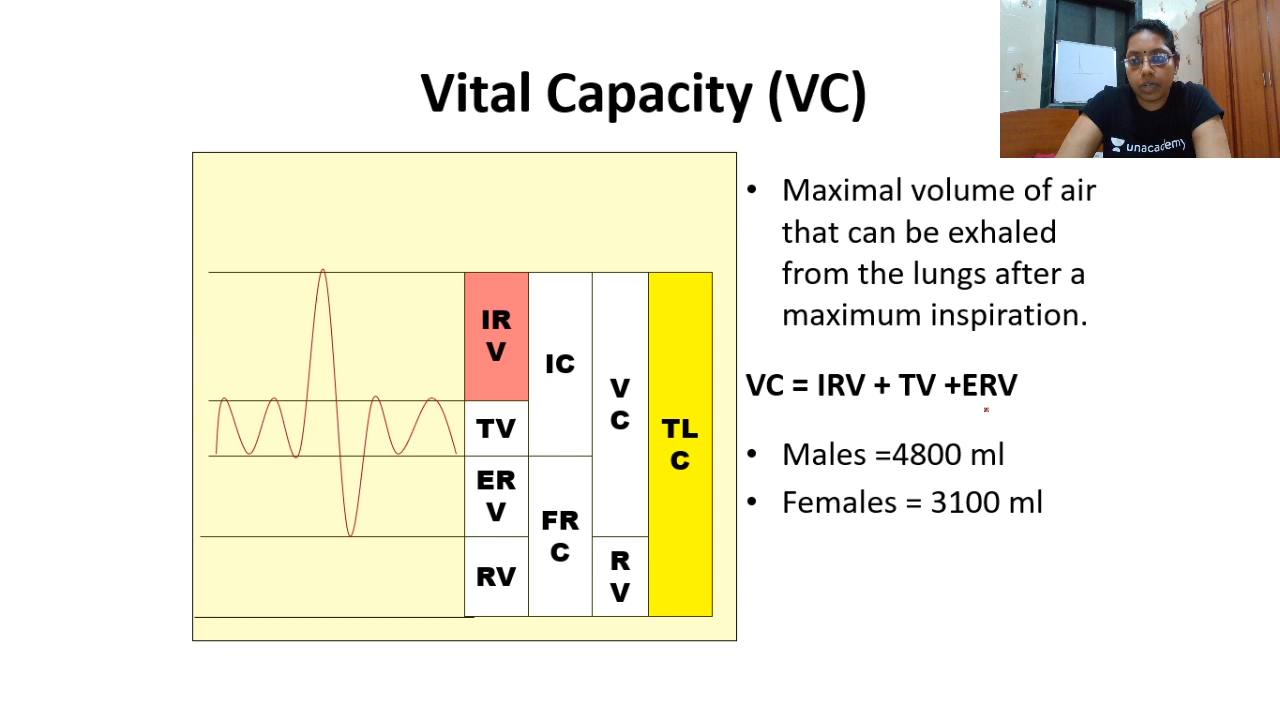 Vital Capacity (VC)
unacademy
• Maximal volume of air
that can be exhaled
from the lungs after a
maximum inspiration.
VC = IRV + TV +ERV
• Males =4800 ml
• Females = 3100 ml
IR
V
IC
V
C
TL
C
TV
ER
V
FR
C
RV
R
V